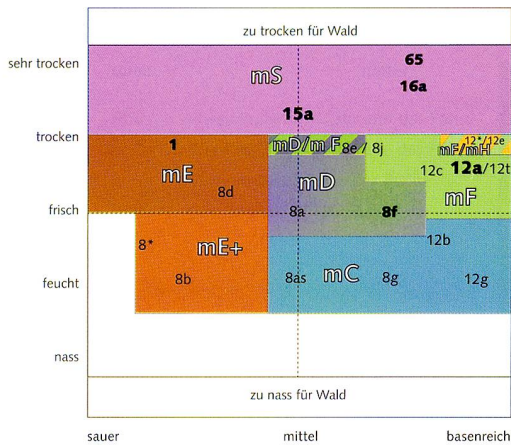 zu trocken für Wald
sehr trocken
65
mS
16a
15a
trocken
1
mD/mF
8e / 8j
12*/12e
mF/mH
mE
mD
12c
12a/12t
8d
mF
frisch
8a
8f
8*
mE+
12b
feucht
8b
8as
mC
8g
12g
nass
zu nass für Wald
sauer
mittel
basenreich